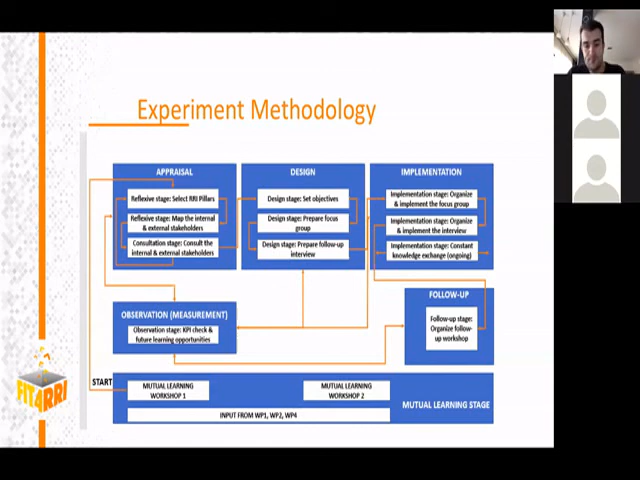 Experiment Methodology
APPRAISAL
Reflexive stage: Select RRI Pillars
Reflexive stage: Map the internal
& external stakeholders
Consultation stage: Consult the
internal & external stakeholders
DESIGN
Design stage: Set objectives
Design stage: Prepare focus
group
Design stage: Prepare follow-up
interview
IMPLEMENTATION
Implementation stage: Organize
& implement the focus group
Implementation stage: Organize
& implement the interview
Implementation stage: Constant
knowledge exchange (ongoing)
OBSERVATION (MEASUREMENT)
Observation stage: KPI check &
future learning opportunities
FOLLOW-UP
Follow-up stage:
Organize follow-
up workshop
START
MUTUAL LEARNING
WORKSHOP 1
MUTUAL LEARNING
WORKSHOP 2
MUTUAL LEARNING STAGE
INPUT FROM WP1, WP2, WP4
FIT4RRI